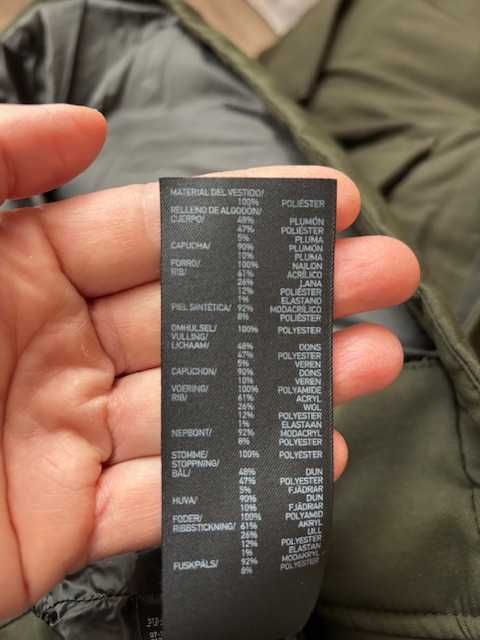 MATERIAL DEL VESTIDO/
100% POLIÉSTER
RELLENO DE ALGODÓN/
CUERPO/ 48% PLUMÓN
47% POLIÉSTER
5% PLUMA
CAPUCHA/ 90% PLUMÓN
10% PLUMA
FORRO/ 100% NAILON
RIB/ 61% ACRÍLICO
26% LANA
12% POLIÉSTER
1% ELASTANO
PIEL SINTÉTICA/ 92% MODACRÍLICO
8% POLIÉSTER
OMHULSEL/ 100% POLYESTER
VULLING/
LICHAAM/ 48% DONS
47% POLYESTER
5% VEREN
CAPUCHON/ 90% DONS
10% VEREN
VOERING/ 100% POLYAMIDE
RIB/ 61% ACRYL
26% WOL
12% POLYESTER
1% ELASTAAN
NEPBONT/ 92% MODACRYL
8% POLYESTER
STOMME/ 100% POLYESTER
STOPPNING/
BÅL/ 48% DUN
47% POLYESTER
5% FJÄDRAR
HUVA/ 90% DUN
10% FJÄDRAR
FODER/ 100% POLYAMID
RIBBSTICKNING/ 61% AKRYL
26% ULL
12% POLYESTER
1% ELASTAN
FUSKPÄLS/ 92% MODAKRYL
8% POLYESTER